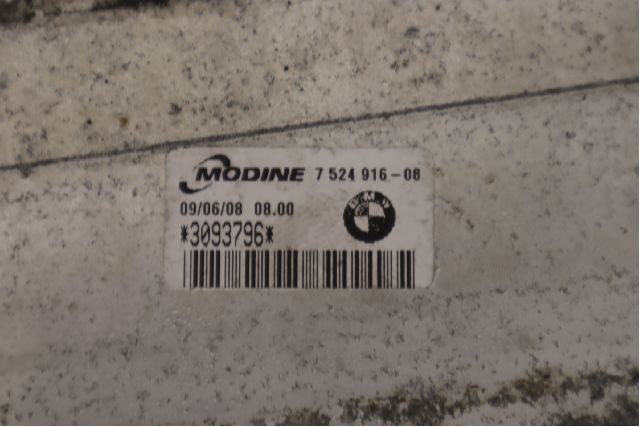 MODINE 7 524 916-08
09/06/08 08.00
BMW
*3093796*